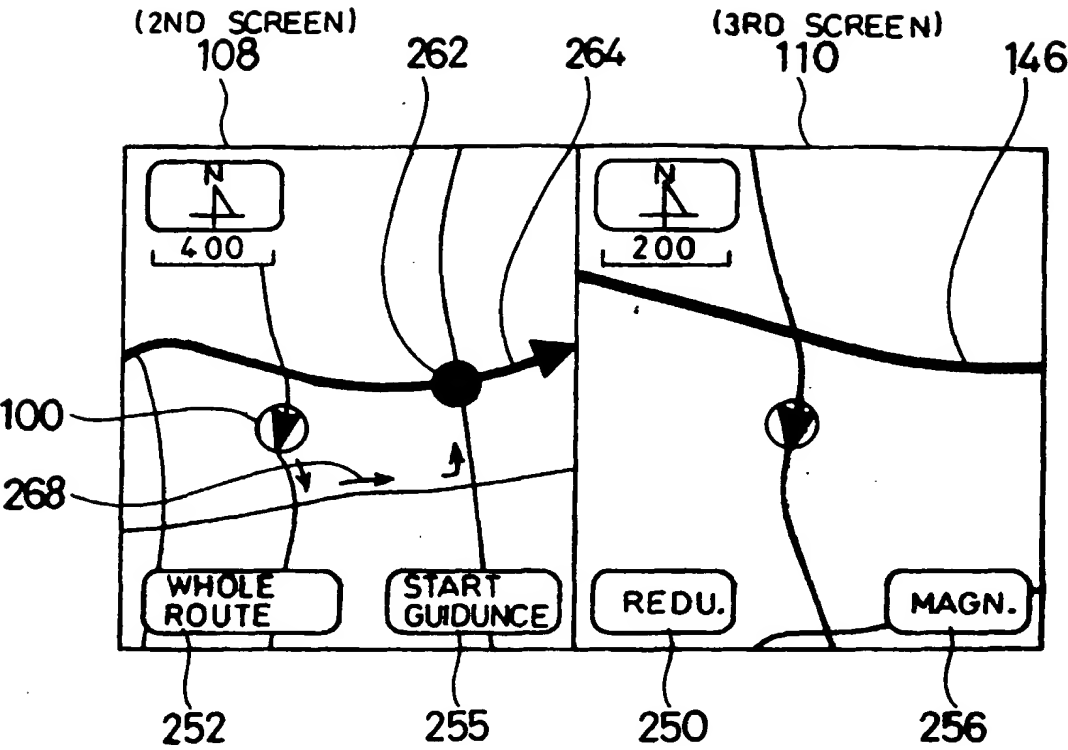 (2ND SCREEN) (3RD SCREEN)
108 262 264 110 146
N N
400 200
100
268
WHOLE ROUTE START GUIDUNCE REDU. MAGN.
252 255 250 256